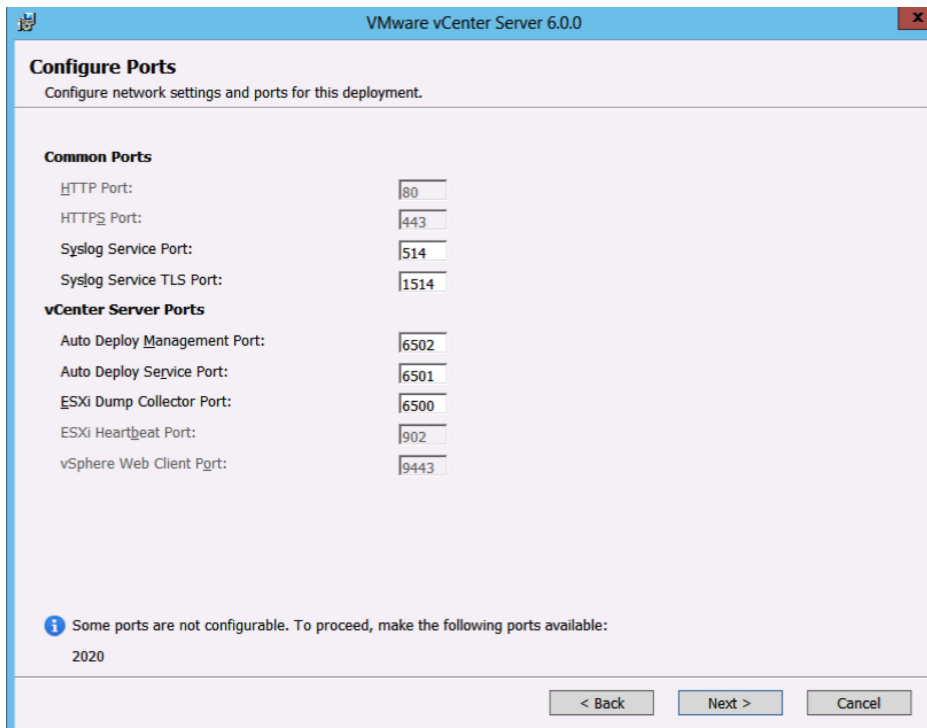 VMware vCenter Server 6.0.0
x
Configure Ports
Configure network settings and ports for this deployment.
Common Ports
HTTP Port: 80
HTTPS Port: 443
Syslog Service Port: 514
Syslog Service TLS Port: 1514
vCenter Server Ports
Auto Deploy Management Port: 6502
Auto Deploy Service Port: 6501
ESXi Dump Collector Port: 6500
ESXi Heartbeat Port: 902
vSphere Web Client Port: 9443
Some ports are not configurable. To proceed, make the following ports available:
2020
< Back Next > Cancel